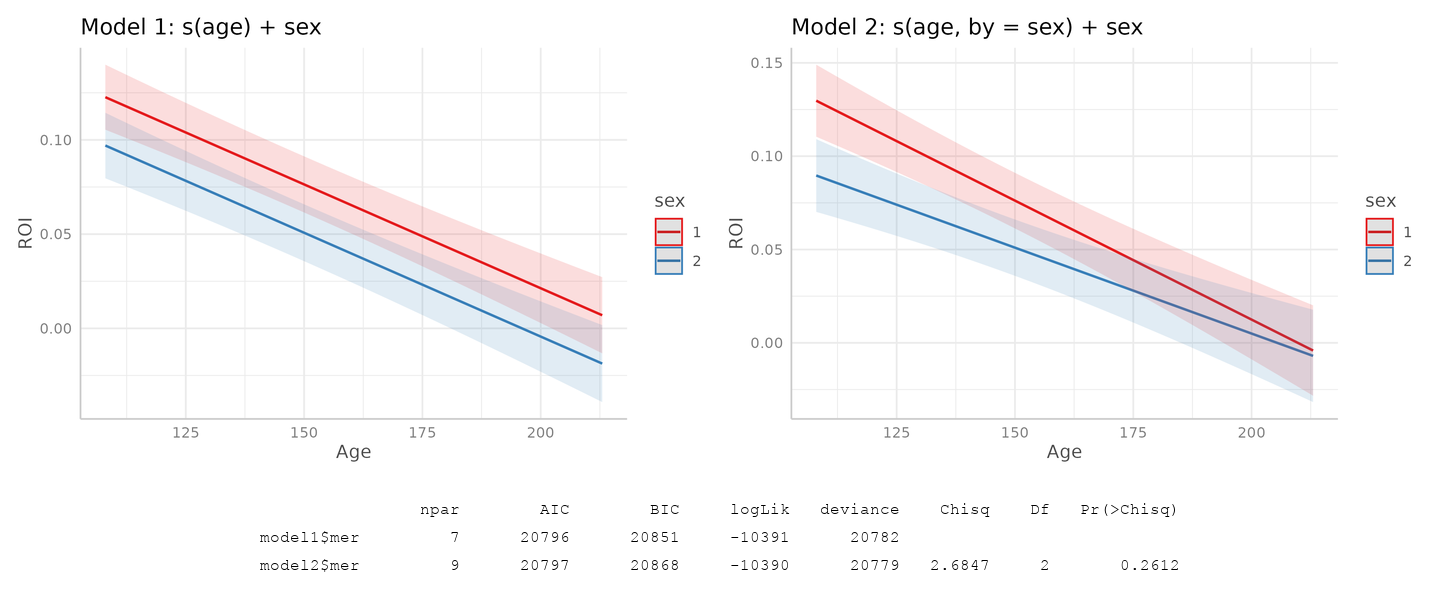 Model 1: s(age) + sex
0.10
0.05
0.00
ROI
125 150 175 200
Age
sex
1
2
Model 2: s(age, by = sex) + sex
0.15
0.10
0.05
0.00
ROI
125 150 175 200
Age
sex
1
2
npar AIC BIC logLik deviance Chisq Df Pr(>Chisq)
model1$mer 7 20796 20851 -10391 20782
model2$mer 9 20797 20868 -10390 20779 2.6847 2 0.2612